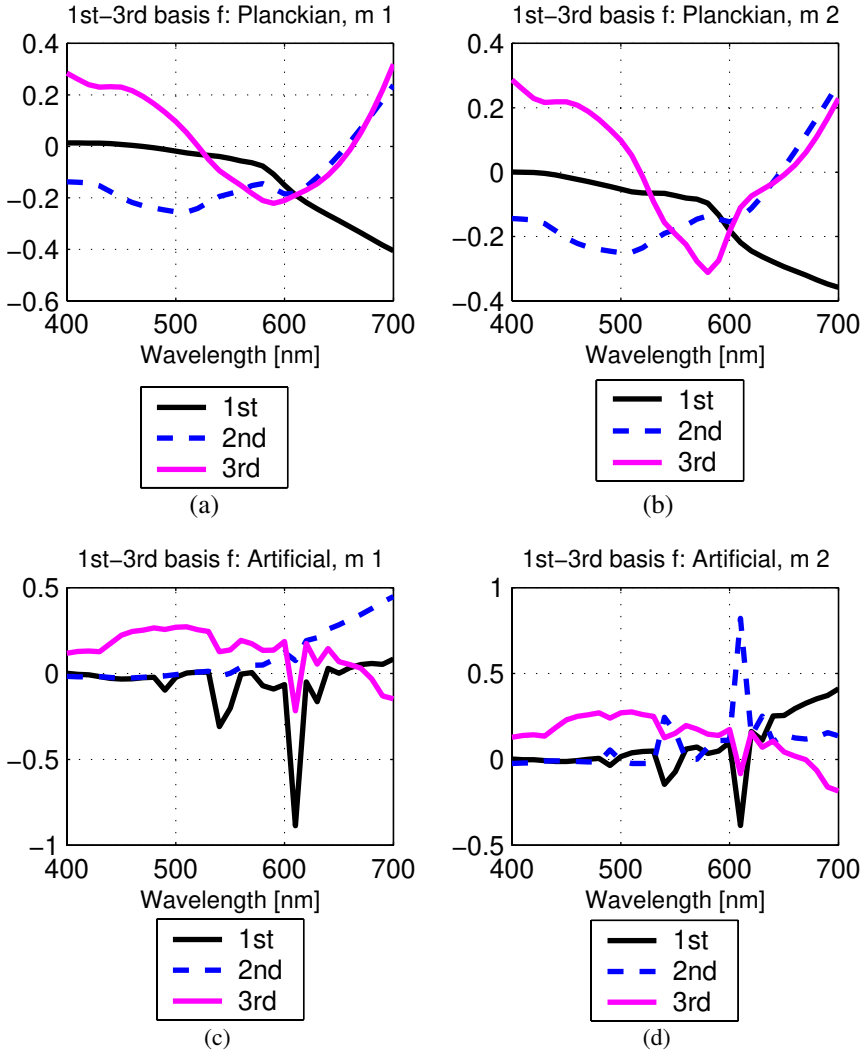 1st−3rd basis f: Planckian, m 1
0.4
0.2
0
−0.2
−0.4
−0.6
400 500 600 700
Wavelength [nm]
1st
2nd
3rd
(a)
1st−3rd basis f: Planckian, m 2
0.4
0.2
0
−0.2
−0.4
400 500 600 700
Wavelength [nm]
1st
2nd
3rd
(b)
1st−3rd basis f: Artificial, m 1
0.5
0
−0.5
−1
400 500 600 700
Wavelength [nm]
1st
2nd
3rd
(c)
1st−3rd basis f: Artificial, m 2
1
0.5
0
−0.5
400 500 600 700
Wavelength [nm]
1st
2nd
3rd
(d)